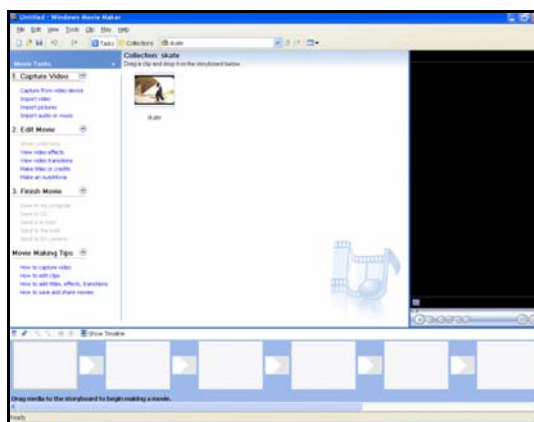 Untitled - Windows Movie Maker
File Edit View Tools Clip Play Help
Tasks Collections skate
Movie Tasks
Collection: skate
Drag a clip and drop it on the storyboard below.
1. Capture Video
Capture from video device
Import video
Import pictures
Import audio or music
skate
2. Edit Movie
Show collections
View video effects
View video transitions
Make titles or credits
Make an AutoMovie
3. Finish Movie
Save to my computer
Save to CD
Send in e-mail
Send to the Web
Send to DV camera
Movie Making Tips
How to capture video
How to edit clips
How to add titles, effects, transitions
How to save and share movies
Show Timeline
Drag media to the storyboard to begin making a movie.
Ready